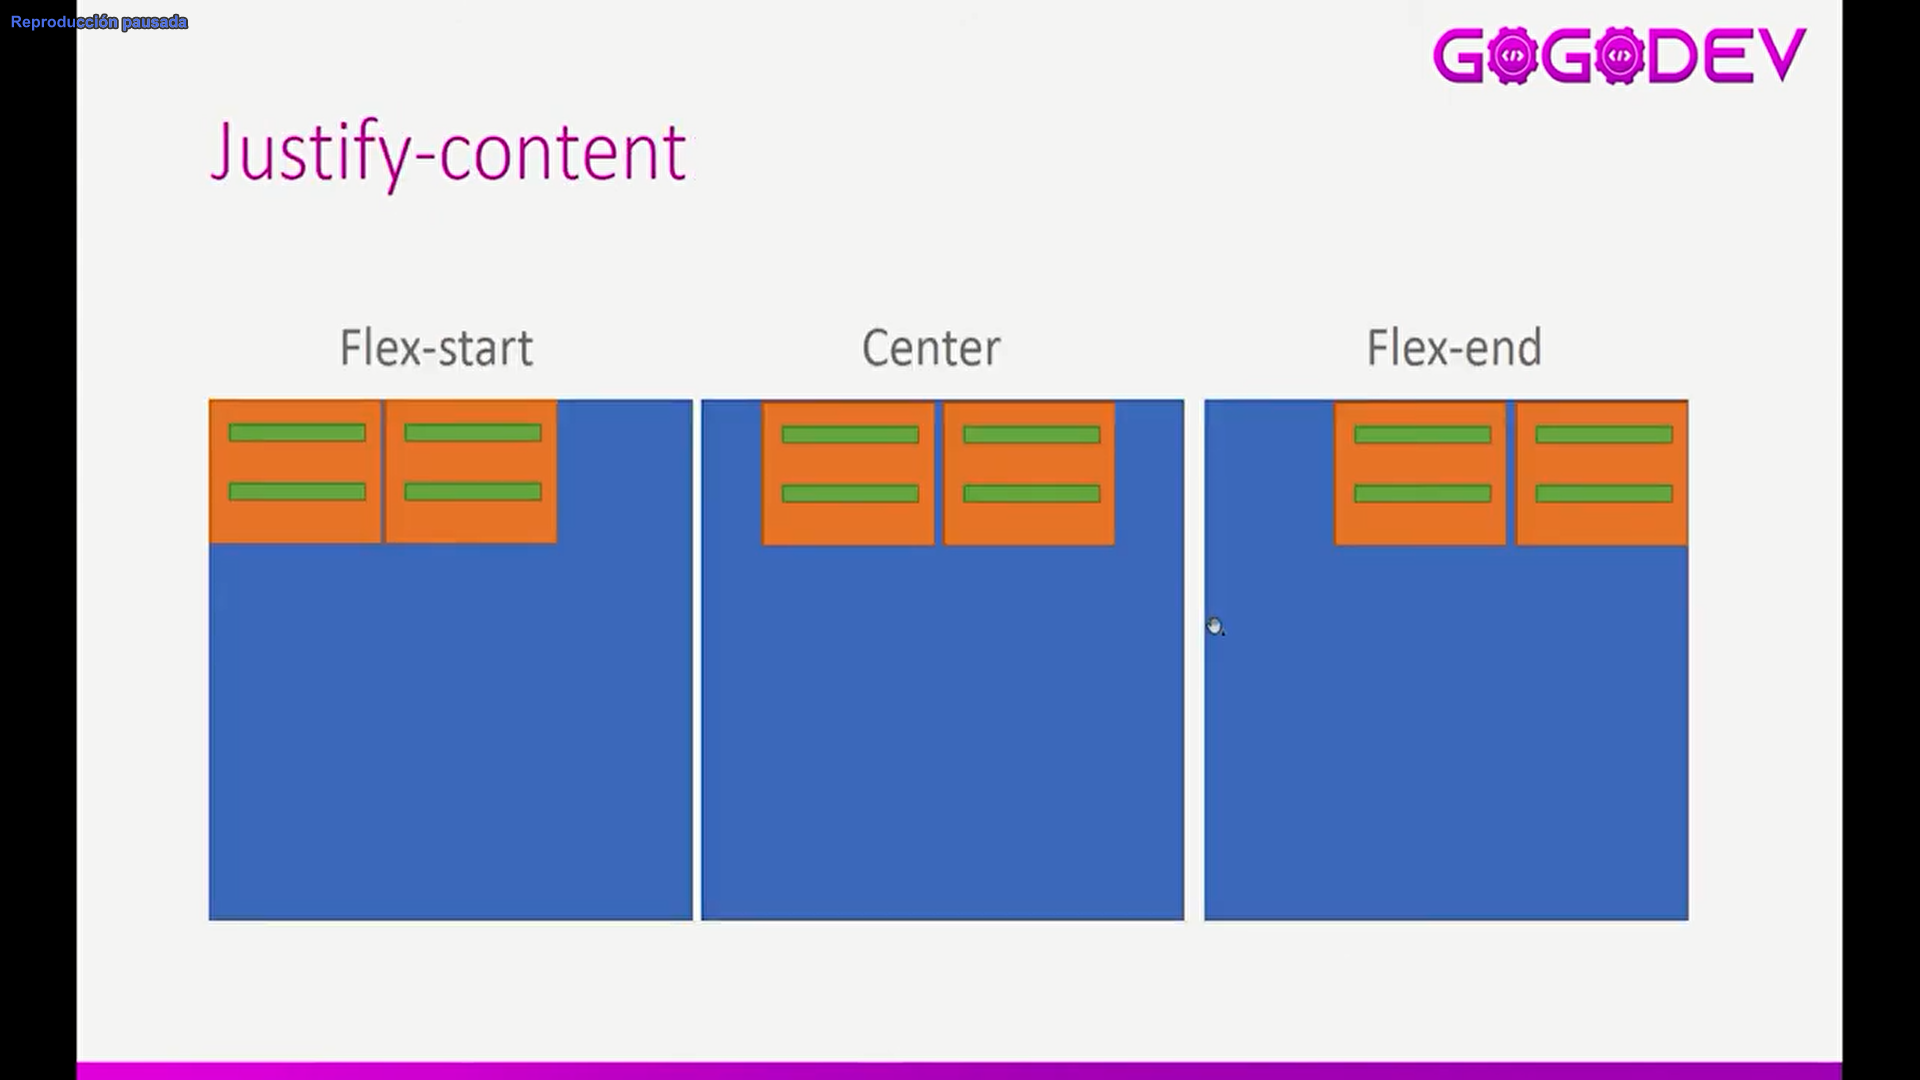 Reproducción pausada
GOGODEV
Justify-content
Flex-start
Center
Flex-end